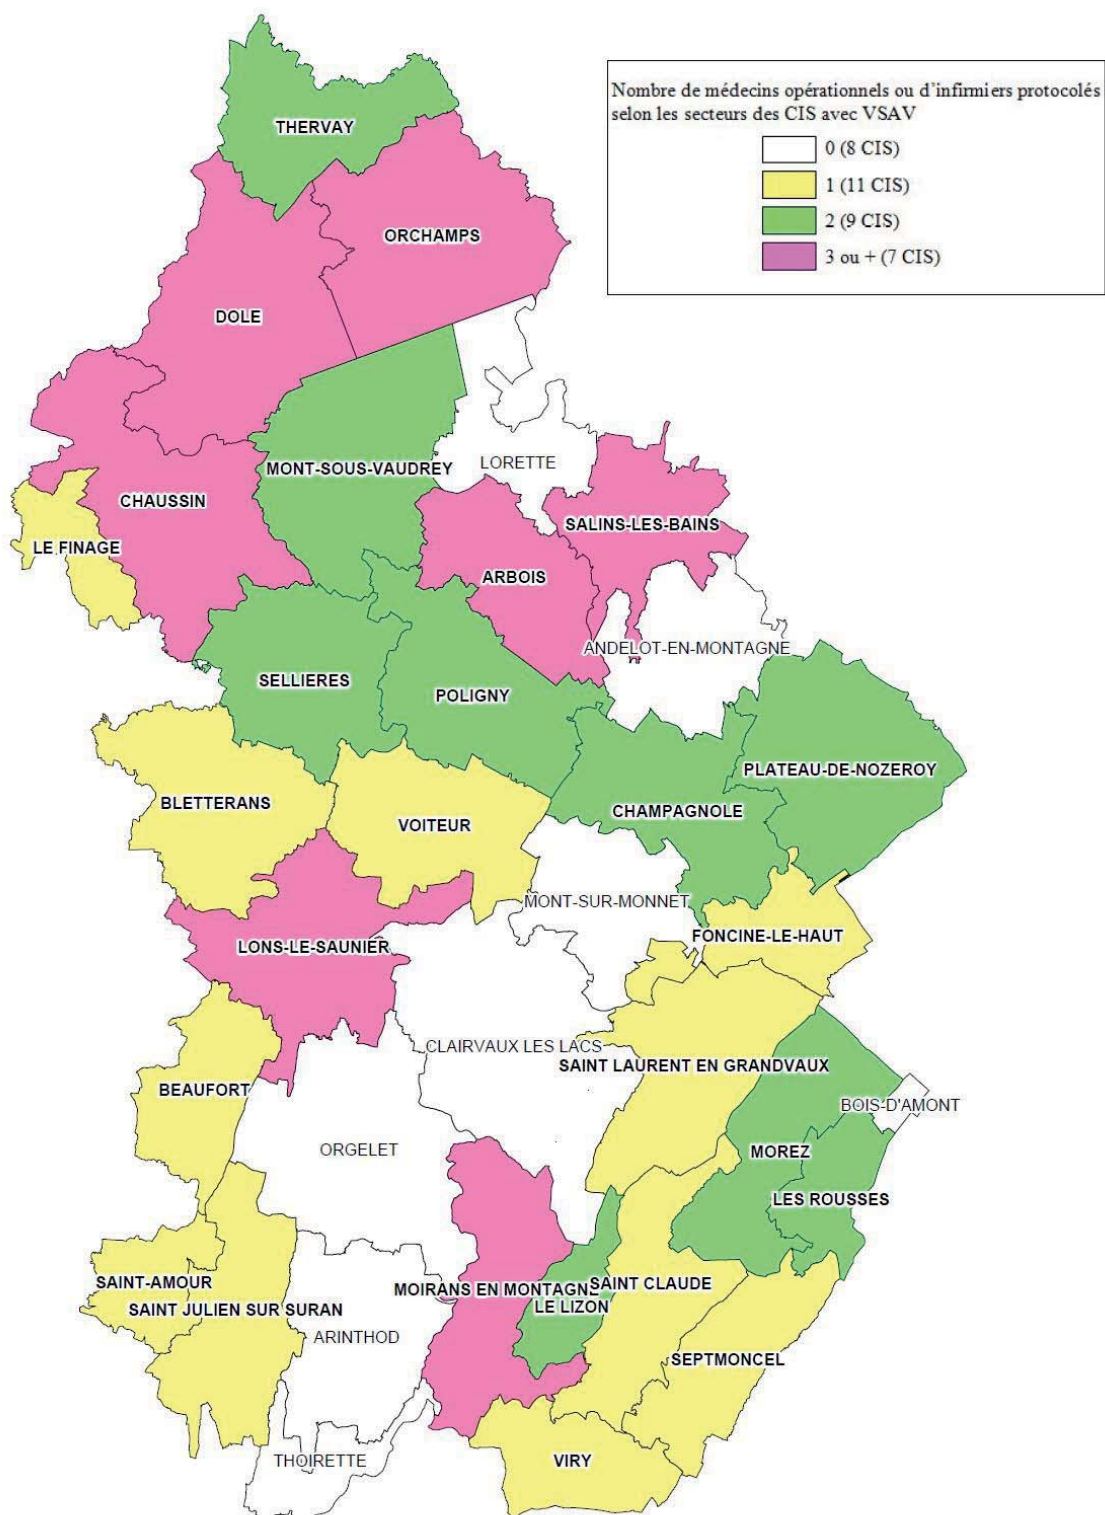 Nombre de médecins opérationnels ou d'infirmiers protocolés
selon les secteurs des CIS avec VSAV
0 (8 CIS)
1 (11 CIS)
2 (9 CIS)
3 ou + (7 CIS)
THERVAY
ORCHAMPS
DOLE
MONT-SOUS-VAUDREY
LORETTE
CHAUSSIN
SALINS-LES-BAINS
LE FINAGE
ARBOIS
ANDELOT-EN-MONTAGNE
SELLIERES
POLIGNY
PLATEAU-DE-NOZEROY
BLETTERANS
CHAMPAGNOLE
VOITEUR
MONT-SUR-MONNET
FONCINE-LE-HAUT
LONS-LE-SAUNIER
CLAIRVAUX LES LACS
SAINT LAURENT EN GRANDVAUX
BEAUFORT
BOIS-D'AMONT
ORGELET
MOREZ
LES ROUSSES
SAINT-AMOUR
MOIRANS EN MONTAGNE
SAINT CLAUDE
SAINT JULIEN SUR SURAN
LE LIZON
ARINTHOD
SEPTMONCEL
THOIRETTE
VIRY